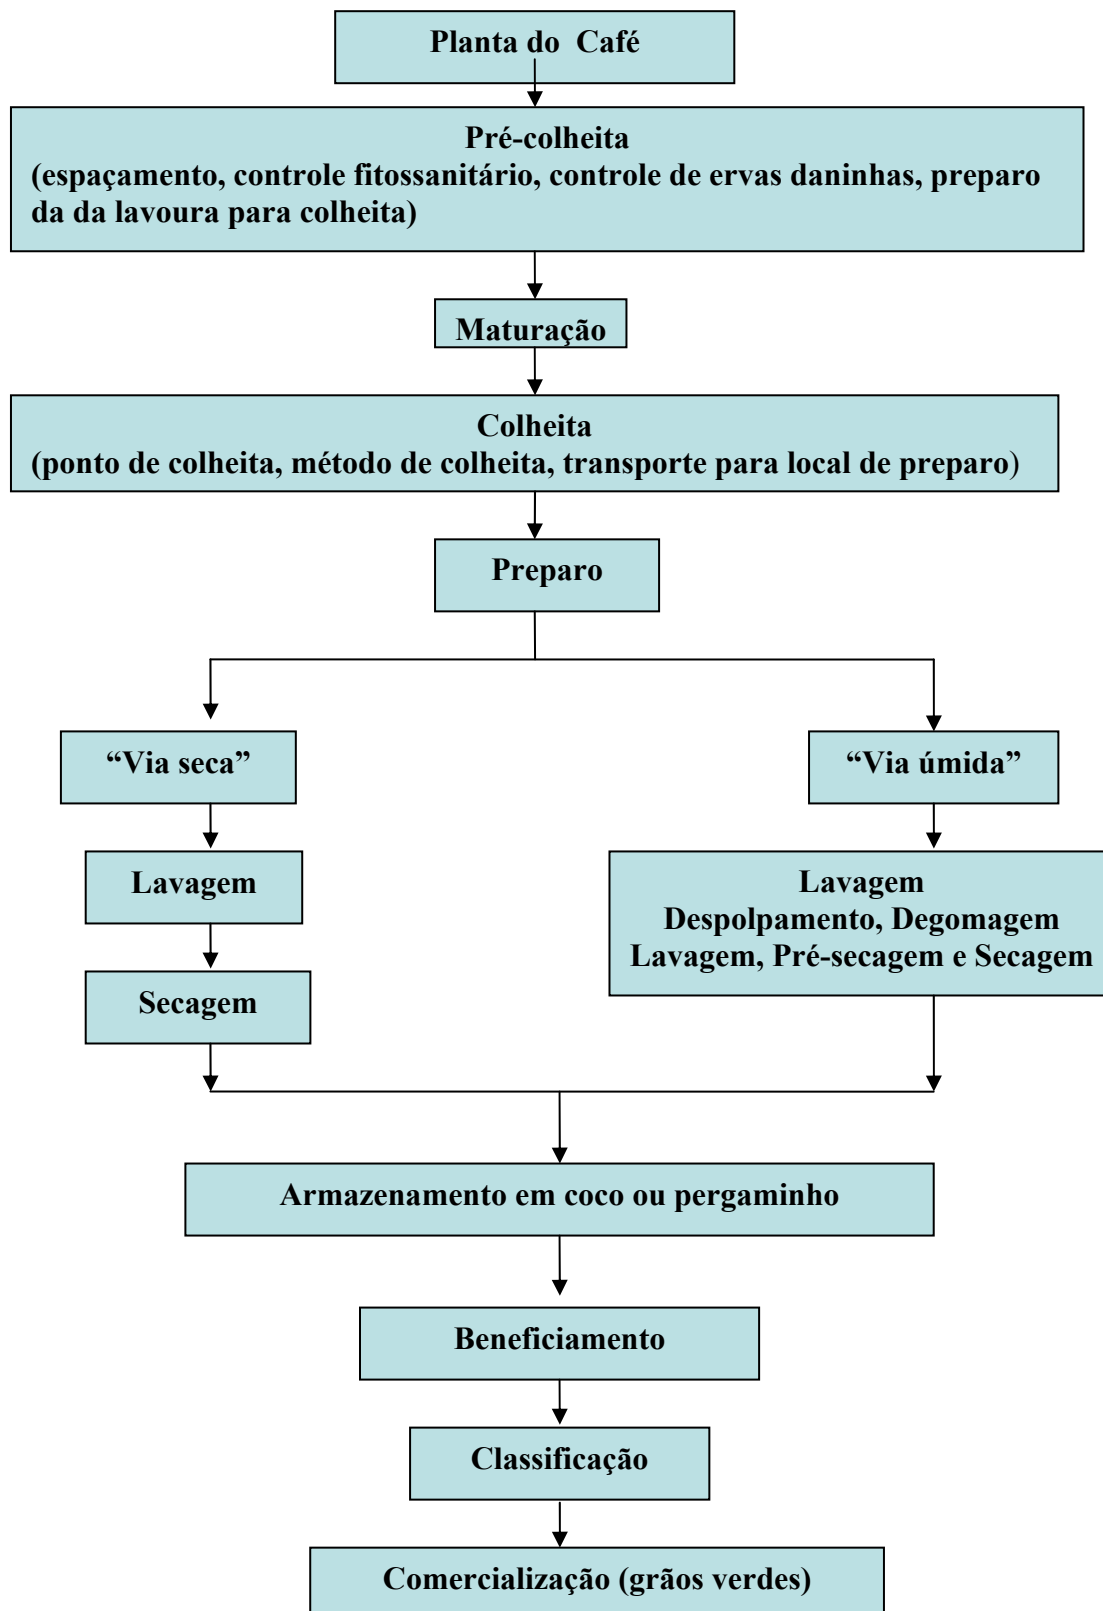 Planta do Café
Pré-colheita
(espaçamento, controle fitossanitário, controle de ervas daninhas, preparo
da da lavoura para colheita)
Maturação
Colheita
(ponto de colheita, método de colheita, transporte para local de preparo)
Preparo
“Via seca”
“Via úmida”
Lavagem
Secagem
Lavagem
Despolpamento, Degomagem
Lavagem, Pré-secagem e Secagem
Armazenamento em coco ou pergaminho
Beneficiamento
Classificação
Comercialização (grãos verdes)